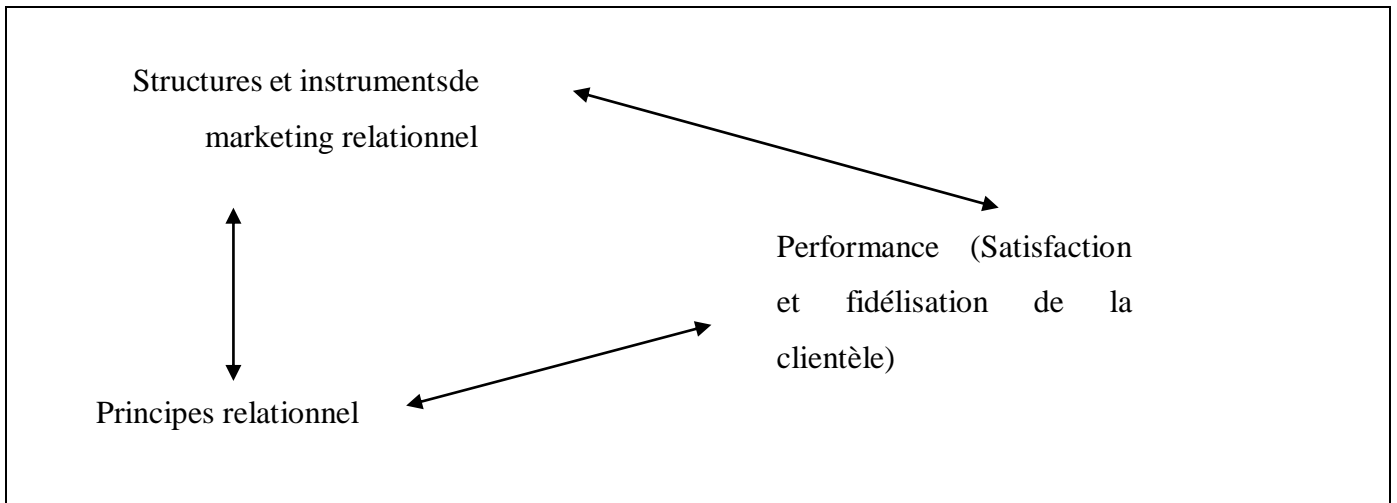 Structures et instrumentsde
marketing relationnel
Performance (Satisfaction
et fidélisation de la
clientèle)
Principes relationnel